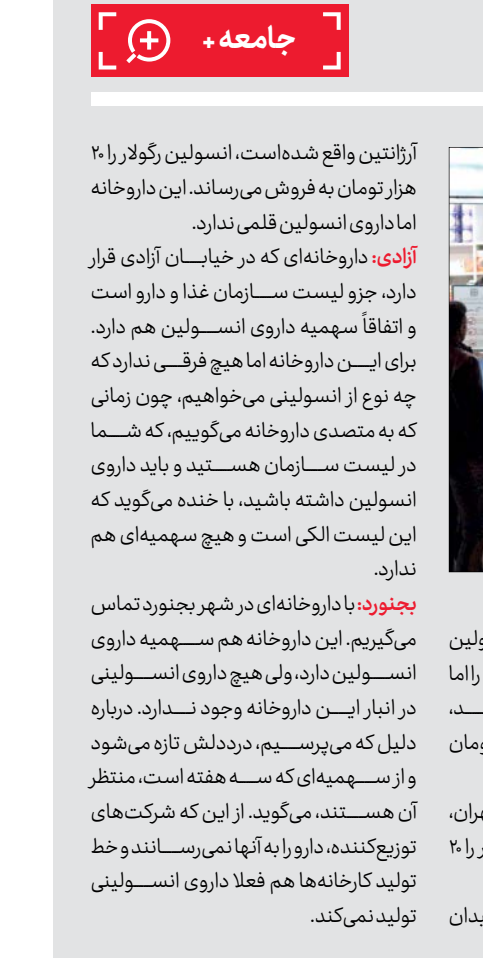 جامعه +
آرژانتین واقع شده‌است، انسولین رگولار را ۲۰
هزار تومان به فروش می‌رساند. این داروخانه
اما داروی انسولین قلمی ندارد.
آزادی: داروخانه‌ای که در خیابان آزادی قرار
دارد، جزو لیست سازمان غذا و دارو است
و اتفاقاً سهمیه داروی انسولین هم دارد.
برای این داروخانه اما هیچ فرقی ندارد که
چه نوع از انسولینی می‌خواهیم، چون زمانی
که به متصدی داروخانه می‌گوییم، که شما
در لیست سازمان هستید و باید داروی
انسولین داشته باشید، با خنده می‌گوید که
این لیست الکی است و هیچ سهمیه‌ای هم
ندارد.
بجنورد: با داروخانه‌ای در شهر بجنورد تماس
می‌گیریم. این داروخانه هم سهمیه داروی
انسولین دارد، ولی هیچ داروی انسولینی
در انبار این داروخانه وجود ندارد. درباره
دلیل که می‌پرسیم، درددلش تازه می‌شود
و از سهمیه‌ای که سه هفته است، منتظر
آن هستند، می‌گوید. از این که شرکت‌های
توزیع‌کننده، دارو را به آنها نمی‌رسانند و خط
تولید کارخانه‌ها هم فعلا داروی انسولینی
تولید نمی‌کند.
را اما
ر را ۲۰